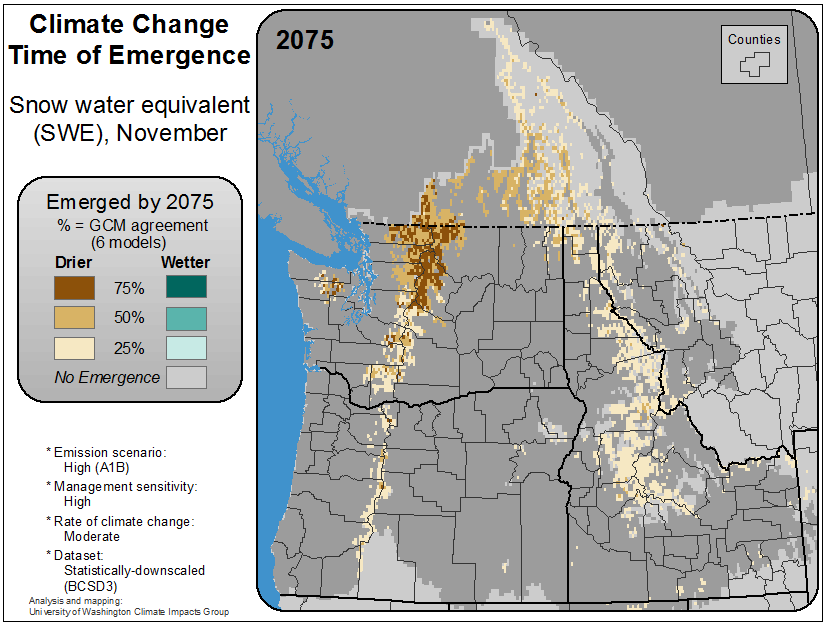 Climate Change
Time of Emergence
Snow water equivalent
(SWE), November
Emerged by 2075
% = GCM agreement
(6 models)
Drier Wetter
75%
50%
25%
No Emergence
* Emission scenario:
High (A1B)
* Management sensitivity:
High
* Rate of climate change:
Moderate
* Dataset:
Statistically-downscaled
(BCSD3)
Analysis and mapping:
University of Washington Climate Impacts Group
2075
Counties